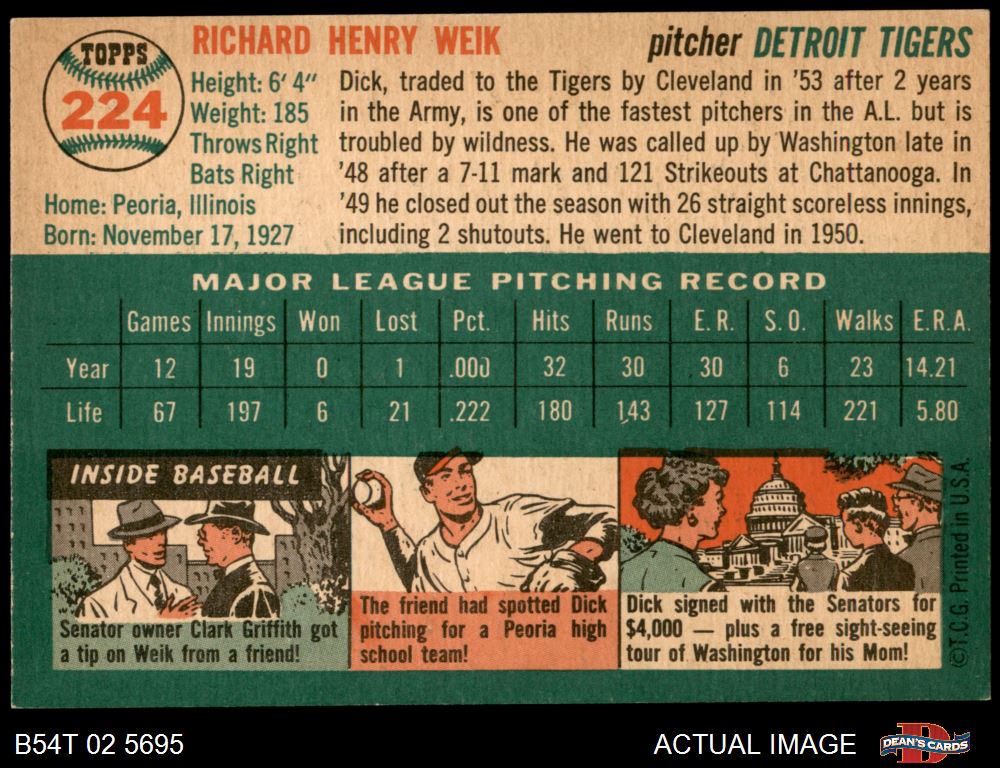 TOPPS
224
RICHARD HENRY WEIK
pitcher DETROIT TIGERS
Height: 6' 4"
Weight: 185
Throws Right
Bats Right
Home: Peoria, Illinois
Born: November 17, 1927
Dick, traded to the Tigers by Cleveland in '53 after 2 years
in the Army, is one of the fastest pitchers in the A.L. but is
troubled by wildness. He was called up by Washington late in
'48 after a 7-11 mark and 121 Strikeouts at Chattanooga. In
'49 he closed out the season with 26 straight scoreless innings,
including 2 shutouts. He went to Cleveland in 1950.
MAJOR LEAGUE PITCHING RECORD
Games Innings Won Lost Pct. Hits Runs E. R. S. O. Walks E.R.A.
Year 12 19 0 1 .000 32 30 30 6 23 14.21
Life 67 197 6 21 .222 180 143 127 114 221 5.80
INSIDE BASEBALL
Senator owner Clark Griffith got
a tip on Weik from a friend!
The friend had spotted Dick
pitching for a Peoria high
school team!
Dick signed with the Senators for
$4,000 — plus a free sight-seeing
tour of Washington for his Mom!
©T.C.G. Printed in U.S.A.
B54T 02 5695
ACTUAL IMAGE
DEAN'S CARDS